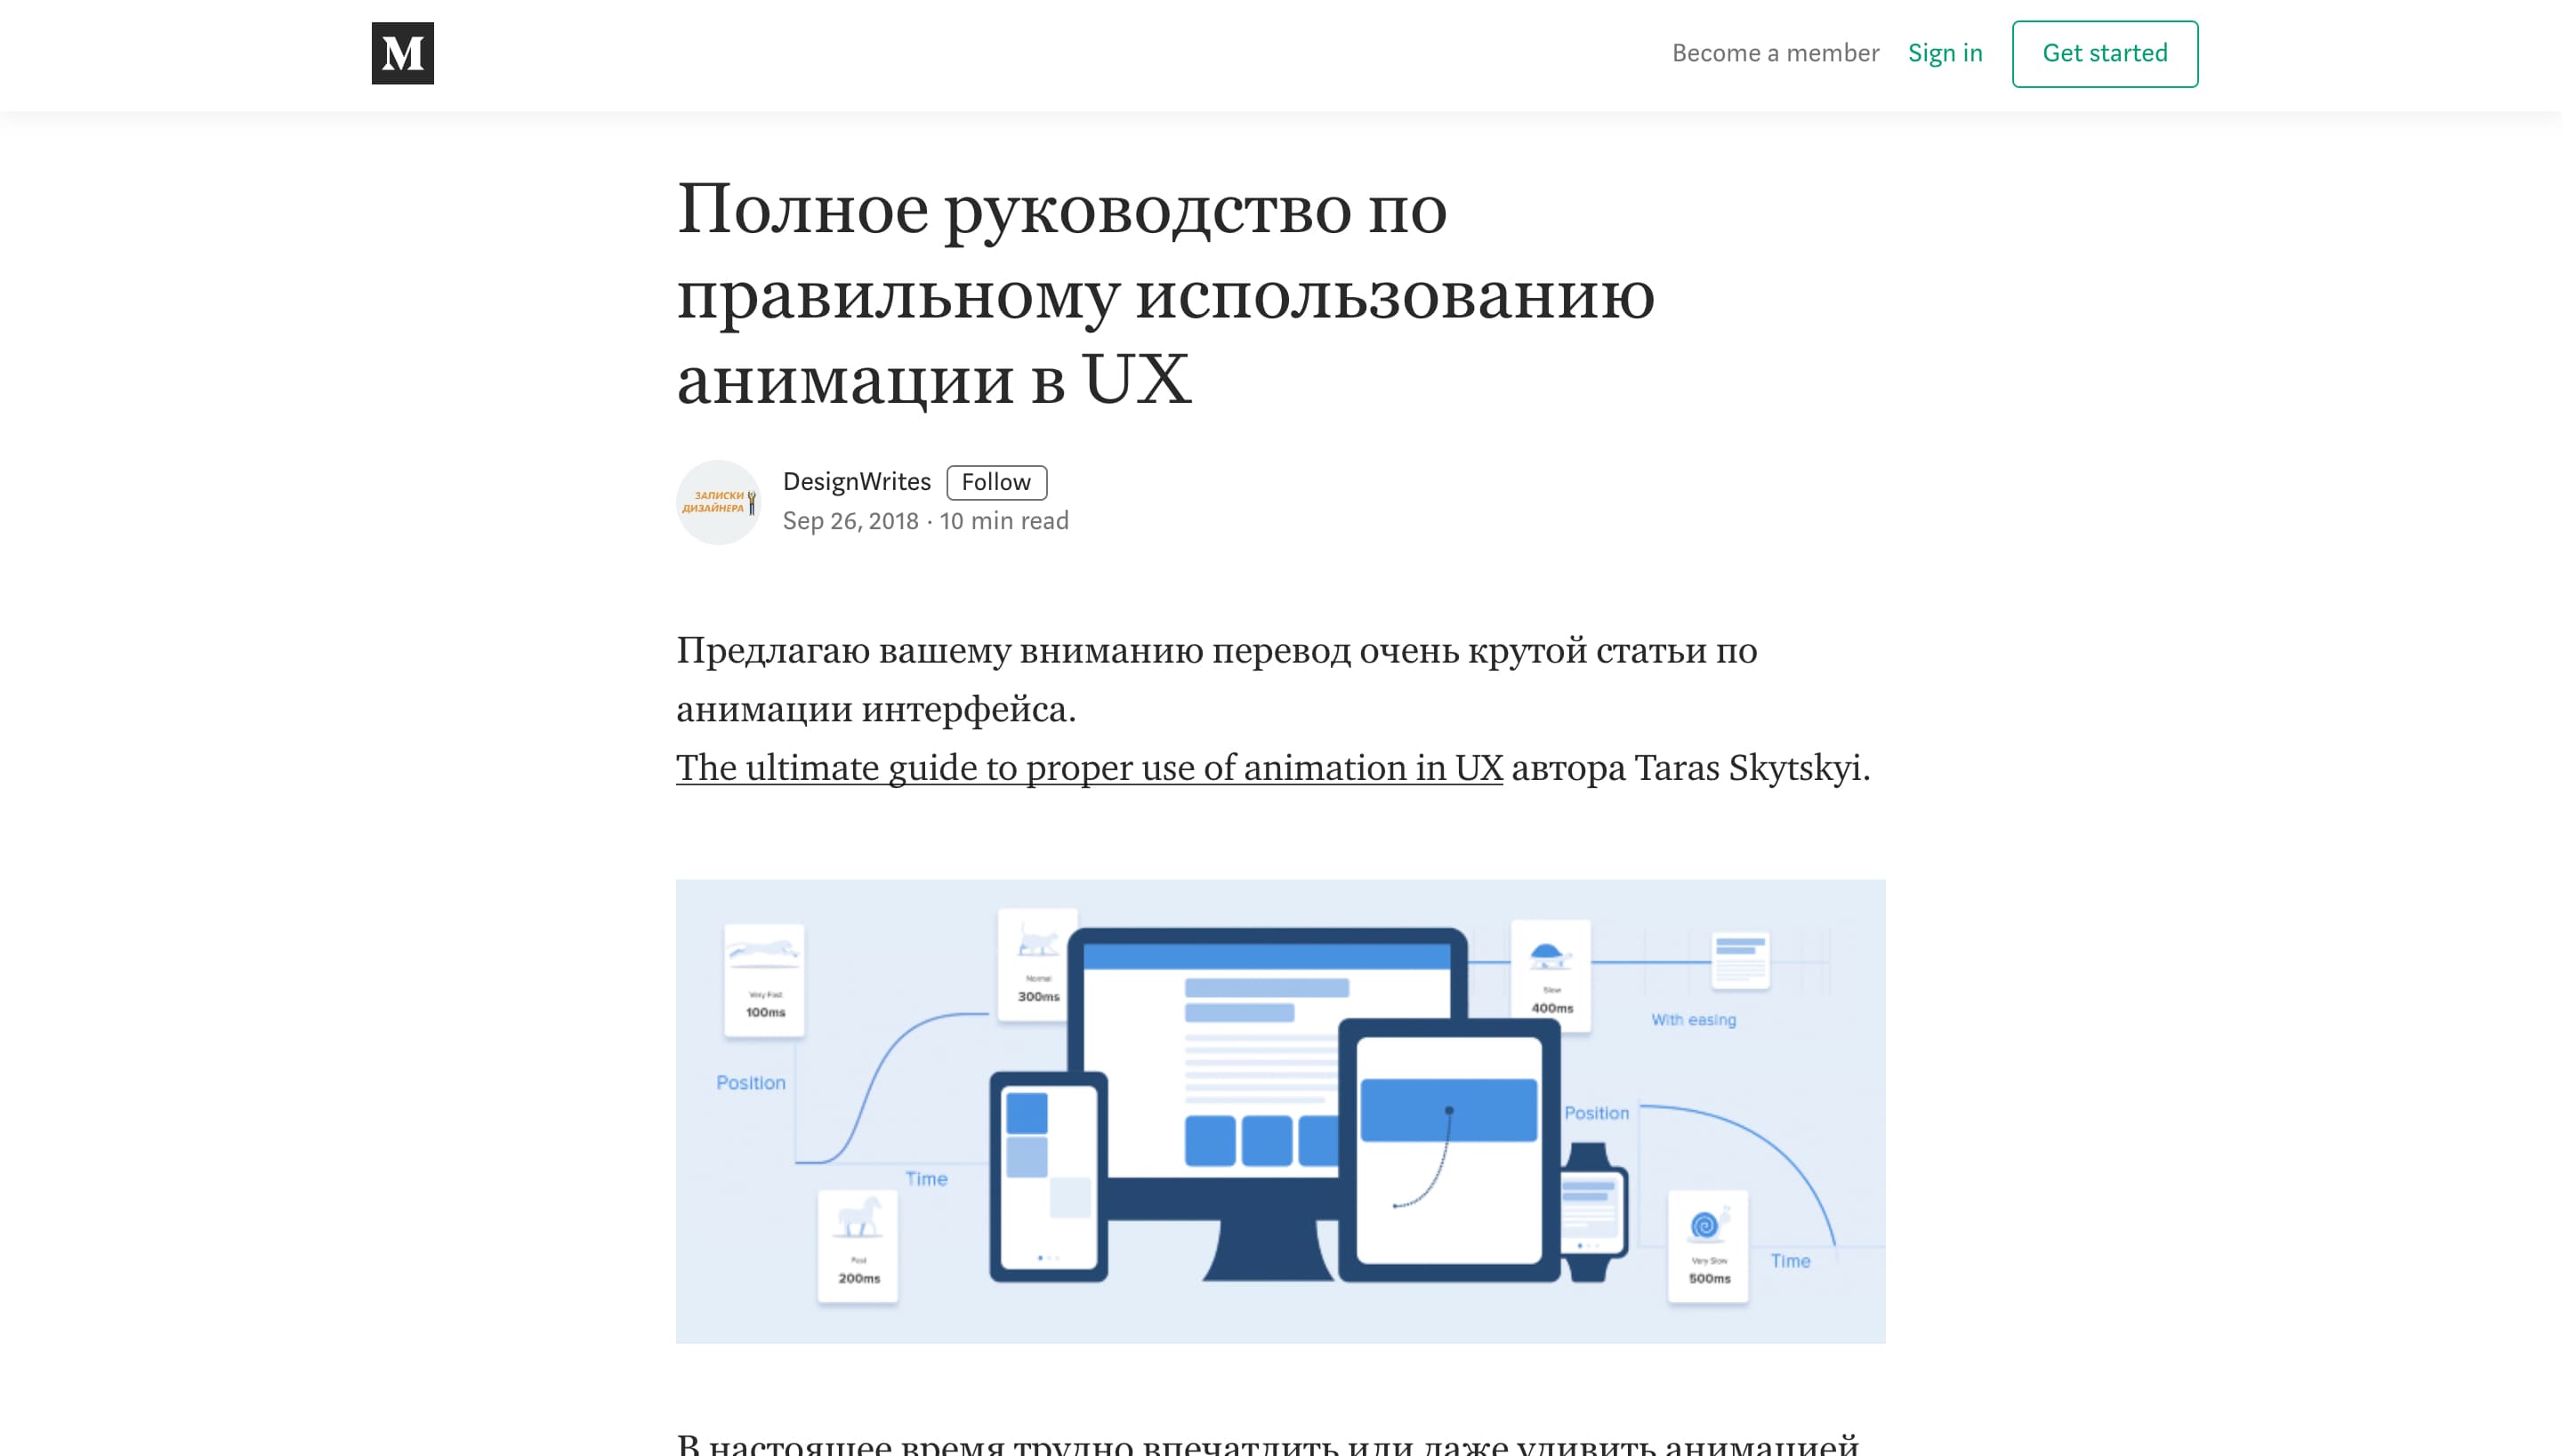 M
Become a member Sign in Get started
Полное руководство по
правильному использованию
анимации в UX
ЗАПИСКИ
ДИЗАЙНЕРА
DesignWrites Follow
Sep 26, 2018 · 10 min read
Предлагаю вашему вниманию перевод очень крутой статьи по
анимации интерфейса.
The ultimate guide to proper use of animation in UX автора Taras Skytskyi.
Very Fast
100ms
Normal
300ms
Slow
400ms
With easing
Position
Time
Fast
200ms
Position
Time
Very Slow
500ms
В настоящее время трудно впечатлить или даже удивить анимацией